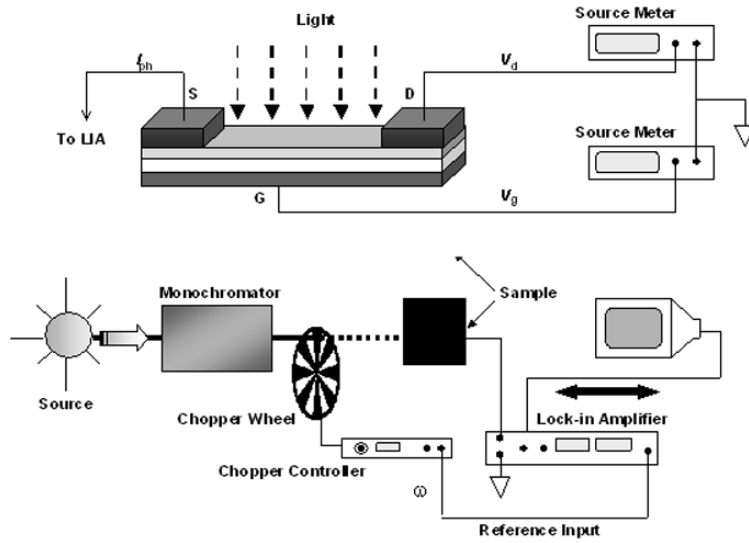 Light
Source Meter
Iph
S
D
Vd
To LIA
Source Meter
G
Vg
Monochromator
Sample
Source
Chopper Wheel
Lock-in Amplifier
Chopper Controller
ω
Reference Input